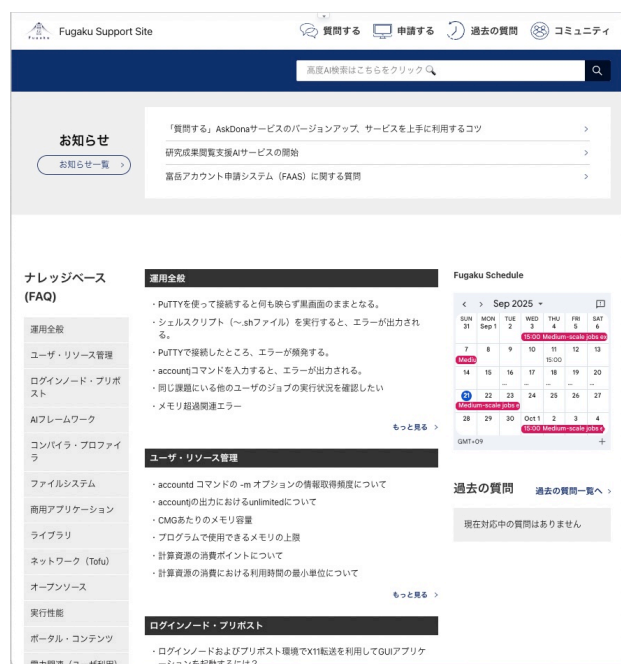 Fugaku
Fugaku Support Site
質問する
申請する
過去の質問
コミュニティ
高度AI検索はこちらをクリック
お知らせ
お知らせ一覧 >
「質問する」AskDonaサービスのバージョンアップ、サービスを上手に利用するコツ >
研究成果閲覧支援AIサービスの開始 >
富岳アカウント申請システム（FAAS）に関する質問 >
ナレッジベース
(FAQ)
運用全般
ユーザ・リソース管理
ログインノード・プリポ
スト
AIフレームワーク
コンパイラ・プロファイ
ラ
ファイルシステム
商用アプリケーション
ライブラリ
ネットワーク（Tofu）
オープンソース
実行性能
ポータル・コンテンツ
運用全般
・PuTTYを使って接続すると何も映らず黒画面のままとなる。
・シェルスクリプト（〜.shファイル）を実行すると、エラーが出力され
る。
・PuTTYで接続したところ、エラーが頻発する。
・accountjコマンドを入力すると、エラーが出力される。
・同じ課題にいる他のユーザのジョブの実行状況を確認したい
・メモリ超過関連エラー
もっと見る >
ユーザ・リソース管理
・accountd コマンドの -m オプションの情報取得頻度について
・accountjの出力におけるunlimitedについて
・CMGあたりのメモリ容量
・プログラムで使用できるメモリの上限
・計算資源の消費ポイントについて
・計算資源の消費における利用時間の最小単位について
もっと見る >
ログインノード・プリポスト
・ログインノードおよびプリポスト環境でX11転送を利用してGUIアプリケ
ーションを起動するには？
Fugaku Schedule
< > Sep 2025
SUN MON TUE WED THU FRI SAT
31 Sep 1 2 3 4 5 6
15:00 Medium-scale jobs ex
7 8 9 10 11 12 13
Mediu
15:00
14 15 16 17 18 19 20
... ... ... ... ...
21 22 23 24 25 26 27
Medium-scale jobs e
28 29 30 Oct 1 2 3 4
15:00 Medium-scale jobs e
GMT+09 +
過去の質問
過去の質問一覧へ >
現在対応中の質問はありません